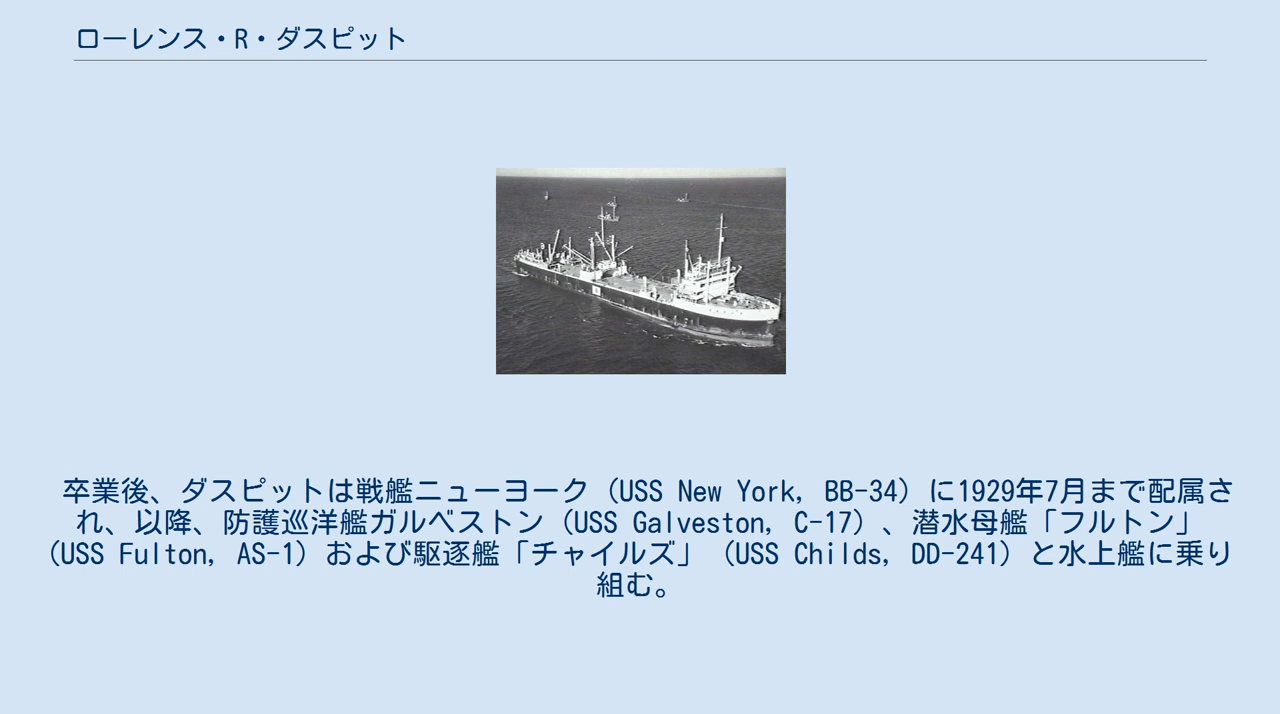 ローレンス・R・ダスピット
卒業後、ダスピットは戦艦ニューヨーク（USS New York, BB-34）に1929年7月まで配属さ
れ、以降、防護巡洋艦ガルベストン（USS Galveston, C-17）、潜水母艦「フルトン」
（USS Fulton, AS-1）および駆逐艦「チャイルズ」（USS Childs, DD-241）と水上艦に乗り
組む。